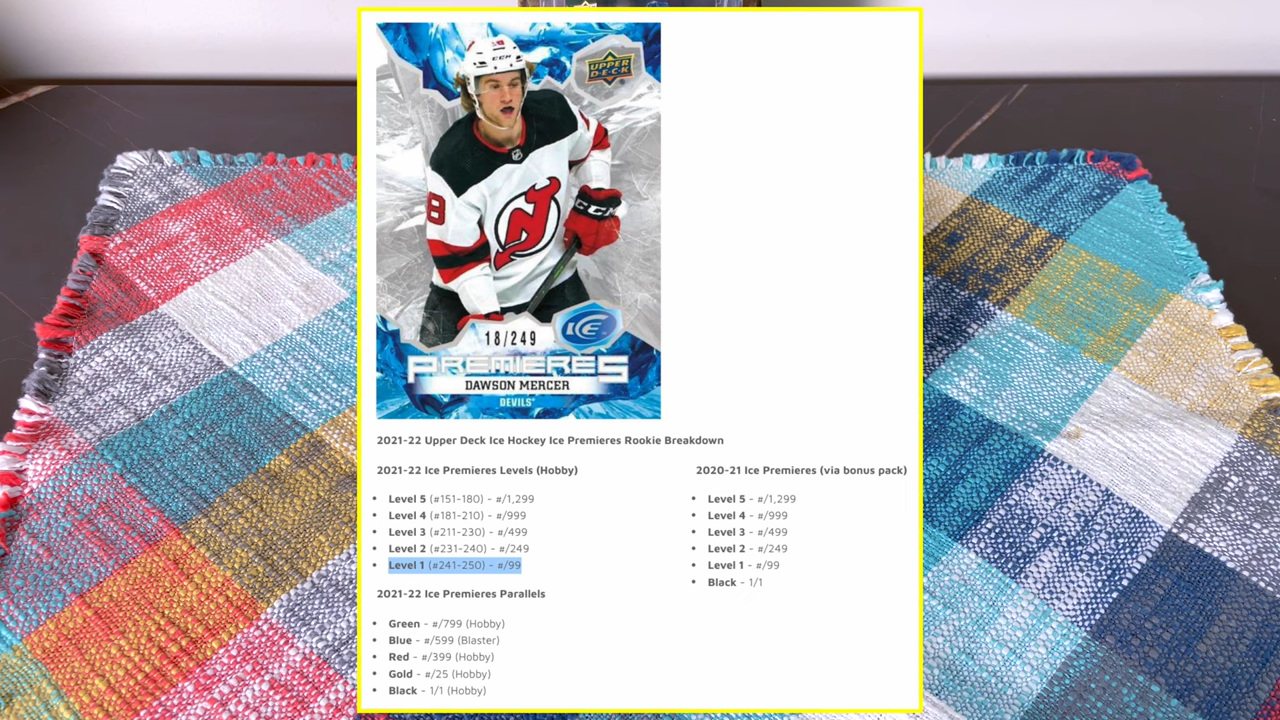 UPPER
D·E·C·K
CCM
8
8
CCM
18/249
ICE
PREMIERES
DAWSON MERCER
DEVILS
2021-22 Upper Deck Ice Hockey Ice Premieres Rookie Breakdown
2021-22 Ice Premieres Levels (Hobby)
• Level 5 (#151-180) - #/1,299
• Level 4 (#181-210) - #/999
• Level 3 (#211-230) - #/499
• Level 2 (#231-240) - #/249
• Level 1 (#241-250) - #/99
2021-22 Ice Premieres Parallels
• Green - #/799 (Hobby)
• Blue - #/599 (Blaster)
• Red - #/399 (Hobby)
• Gold - #/25 (Hobby)
• Black - 1/1 (Hobby)
2020-21 Ice Premieres (via bonus pack)
• Level 5 - #/1,299
• Level 4 - #/999
• Level 3 - #/499
• Level 2 - #/249
• Level 1 - #/99
• Black - 1/1